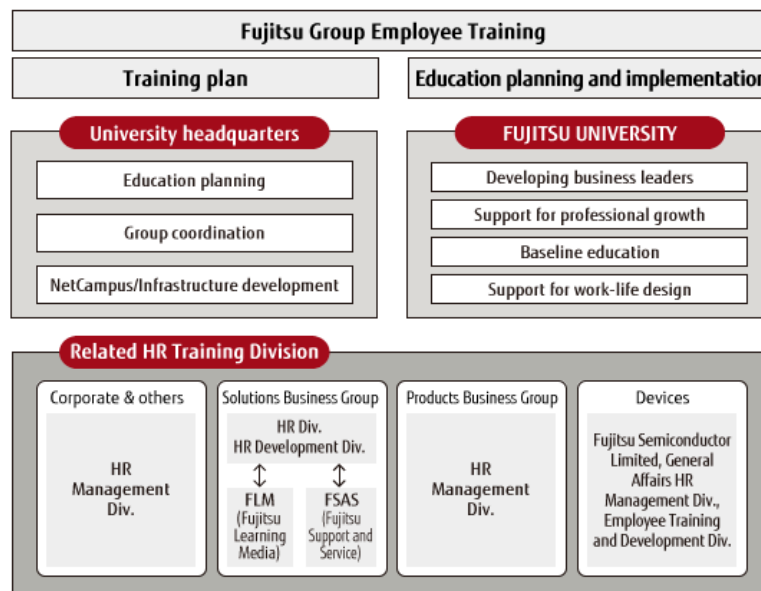 Fujitsu Group Employee Training
Training plan
Education planning and implementation
University headquarters
Education planning
Group coordination
NetCampus/Infrastructure development
FUJITSU UNIVERSITY
Developing business leaders
Support for professional growth
Baseline education
Support for work-life design
Related HR Training Division
Corporate & others
HR
Management
Div.
Solutions Business Group
HR Div.
HR Development Div.
FLM
(Fujitsu
Learning
Media)
FSAS
(Fujitsu
Support and
Service)
Products Business Group
HR
Management
Div.
Devices
Fujitsu Semiconductor
Limited, General
Affairs HR
Management Div.,
Employee Training
and Development Div.